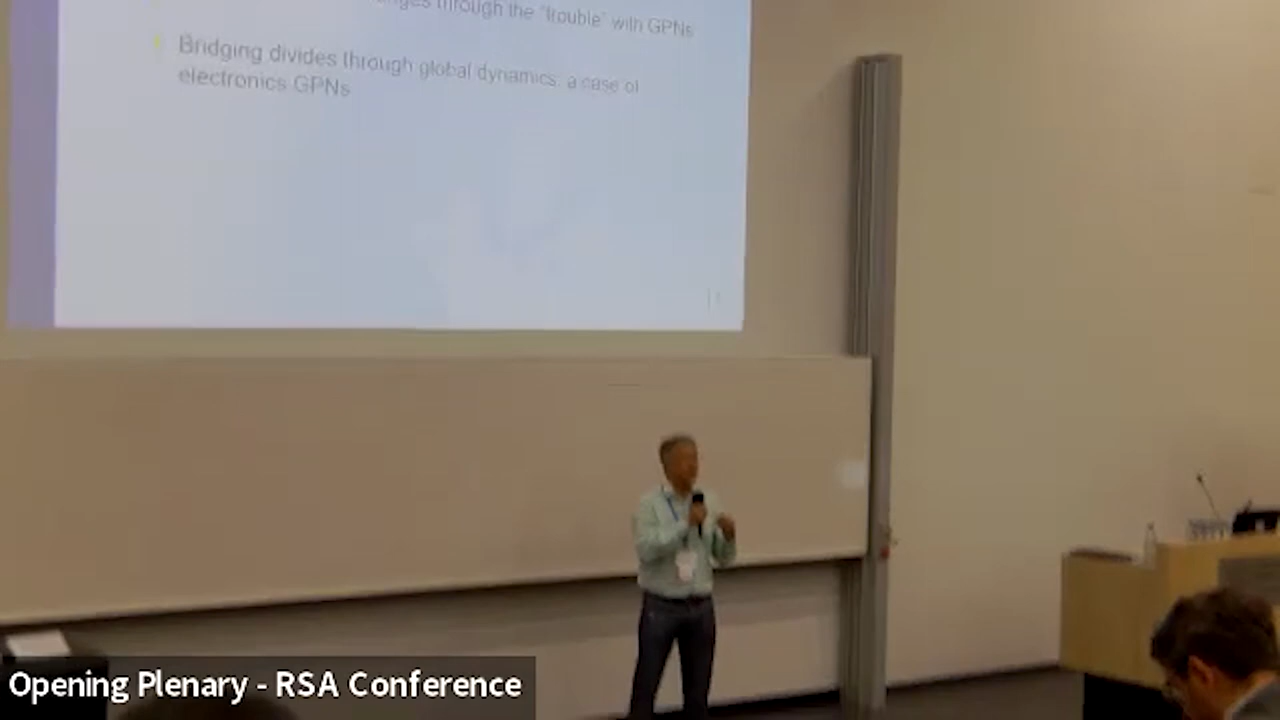 through the "trouble" with GPNs
Bridging divides through global dynamics: a case of
electronics GPNs
Opening Plenary - RSA Conference